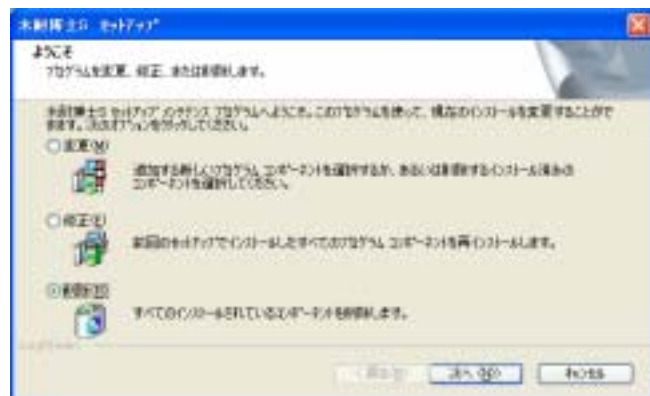 木耐博士S セットアップ
ようこそ
プログラムを変更、修正、または削除します。
木耐博士S セットアップ メンテナンス プログラムへようこそ。このプログラムを使って、現在のインストールを変更することがで
きます。次のオプションをクリックしてください。
変更(M)
追加する新しいプログラム コンポーネントを選択するか、あるいは削除するインストール済みの
コンポーネントを選択してください。
修正(E)
前回のセットアップでインストールしたすべてのプログラム コンポーネントを再インストールします。
削除(R)
すべてのインストールされているコンポーネントを削除します。
次へ(N)> キャンセル